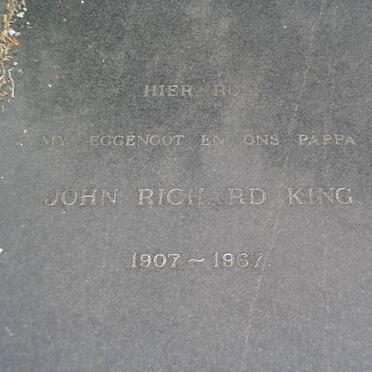 HIER RUS
MY EGGENOOT EN ONS PAPPA
JOHN RICHARD KING
1907 ~ 1967.